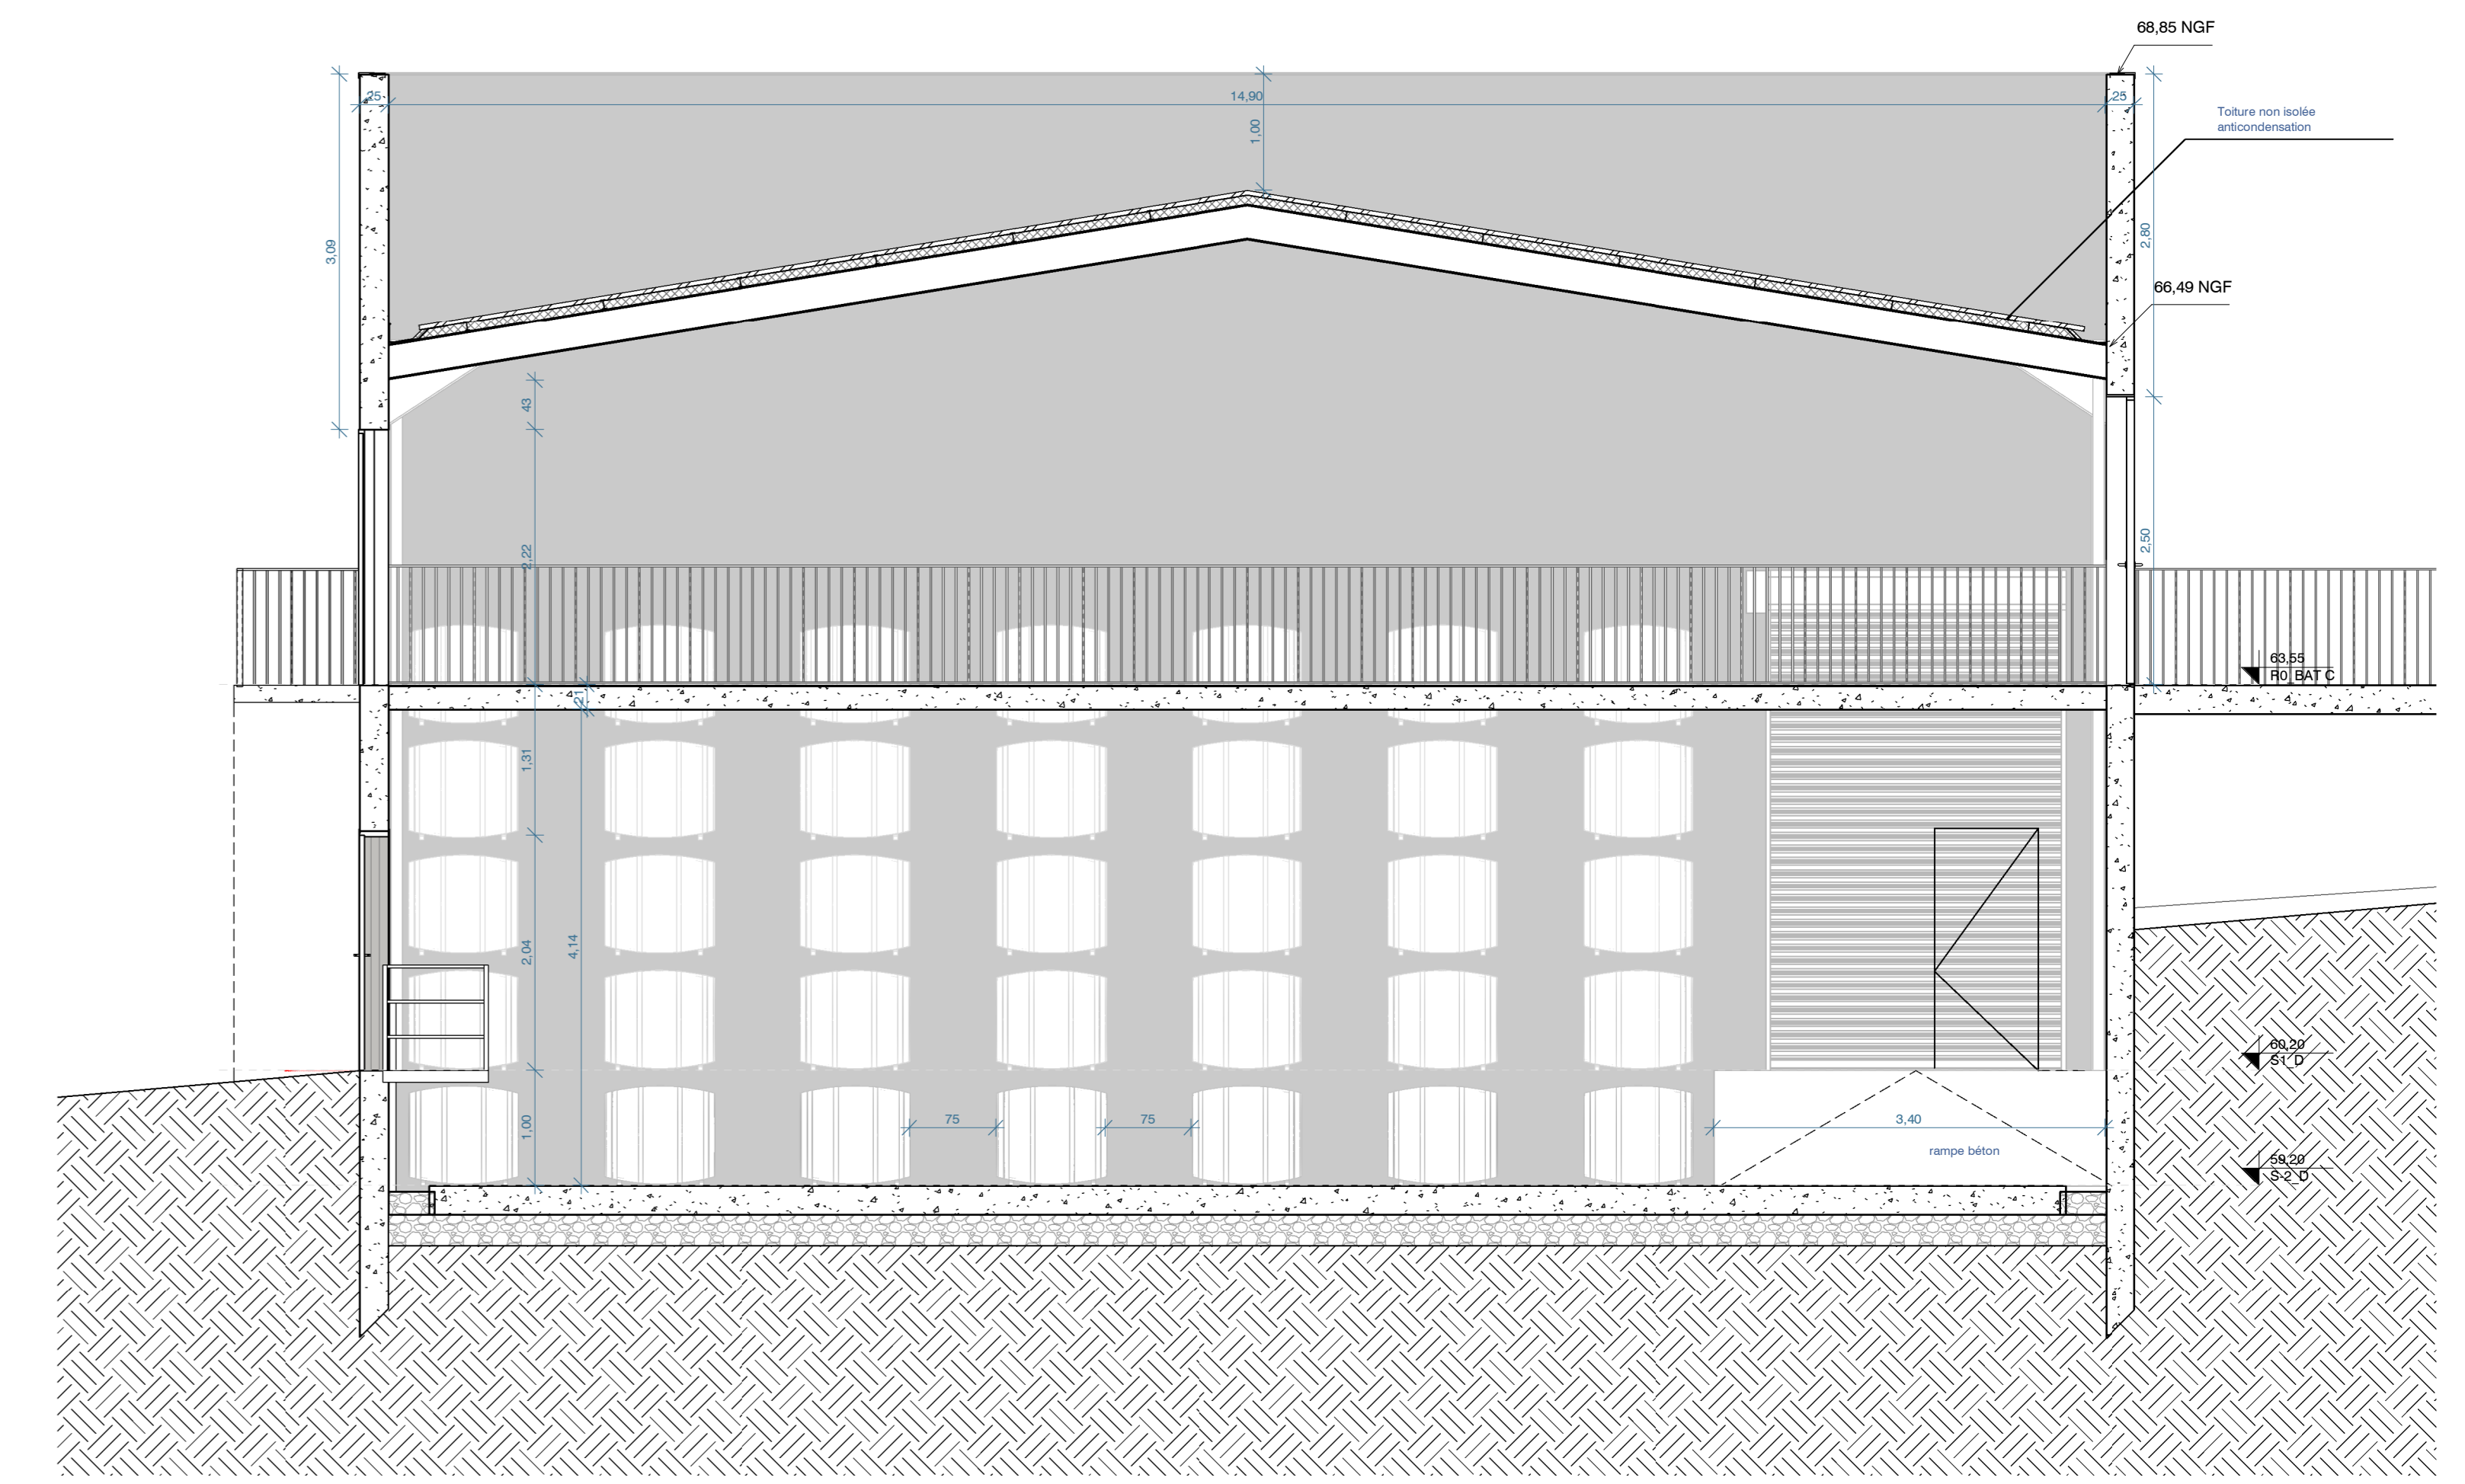 68,85 NGF
25
14,90
25
1,00
Toiture non isolée
anticondensation
3,09
2,80
66,49 NGF
43
2,22
2,50
63,55
R0_BAT C
21
1,31
2,04
4,14
60,20
S1_D
1,00
75
75
3,40
rampe béton
59,20
S-2_D